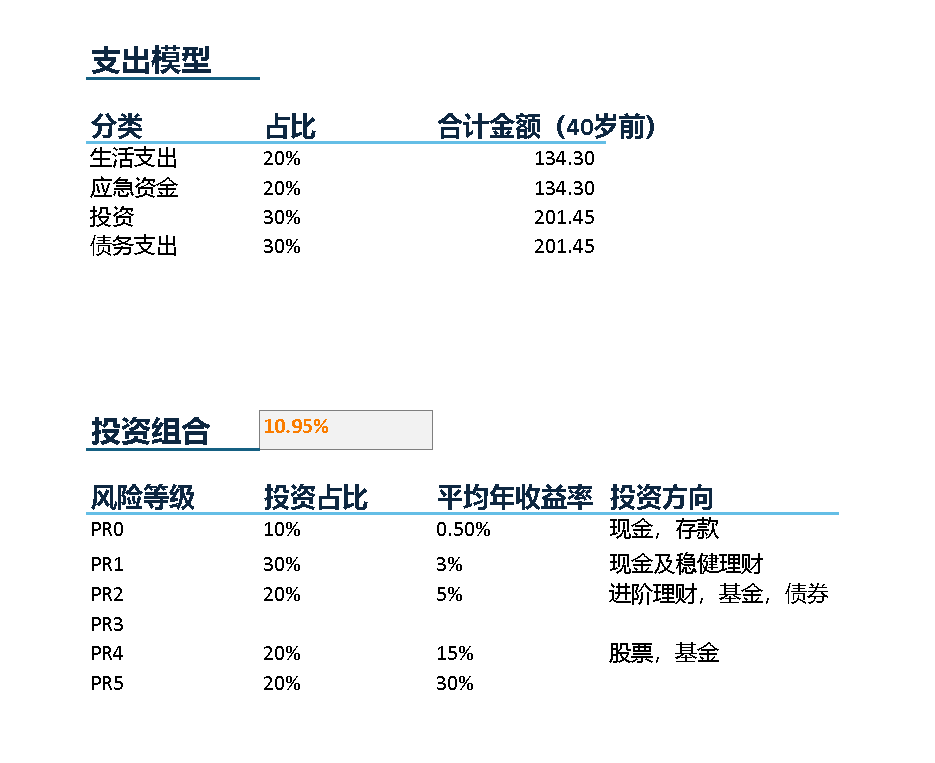 支出模型
分类 占比 合计金额（40岁前）
生活支出 20% 134.30
应急资金 20% 134.30
投资 30% 201.45
债务支出 30% 201.45
投资组合 10.95%
风险等级 投资占比 平均年收益率 投资方向
PR0 10% 0.50% 现金，存款
PR1 30% 3% 现金及稳健理财
PR2 20% 5% 进阶理财，基金，债券
PR3
PR4 20% 15% 股票，基金
PR5 20% 30%